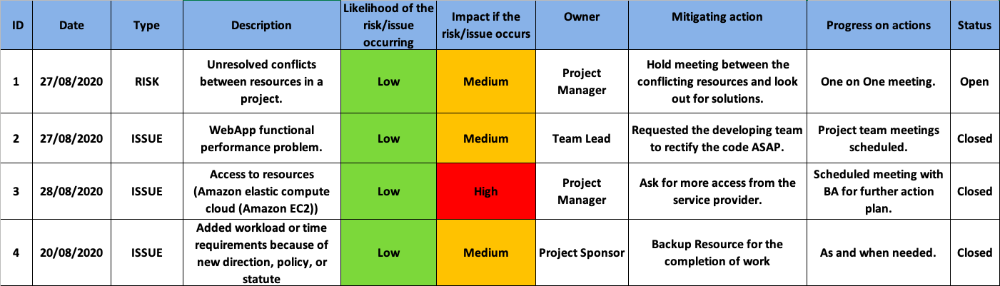 ID
Date
Type
Description
Likelihood of the
risk/issue
occurring
Impact if the
risk/issue occurs
Owner
Mitigating action
Progress on actions
Status
1
27/08/2020
RISK
Unresolved conflicts
between resources in a
project.
Low
Medium
Project
Manager
Hold meeting between the
conflicting resources and look
out for solutions.
One on One meeting.
Open
2
27/08/2020
ISSUE
WebApp functional
performance problem.
Low
Medium
Team Lead
Requested the developing team
to rectify the code ASAP.
Project team meetings
scheduled.
Closed
3
28/08/2020
ISSUE
Access to resources
(Amazon elastic compute
cloud (Amazon EC2))
Low
High
Project
Manager
Ask for more access from the
service provider.
Scheduled meeting with
BA for further action
plan.
Closed
4
20/08/2020
ISSUE
Added workload or time
requirements because of
new direction, policy, or
statute
Low
Medium
Project Sponsor
Backup Resource for the
completion of work
As and when needed.
Closed